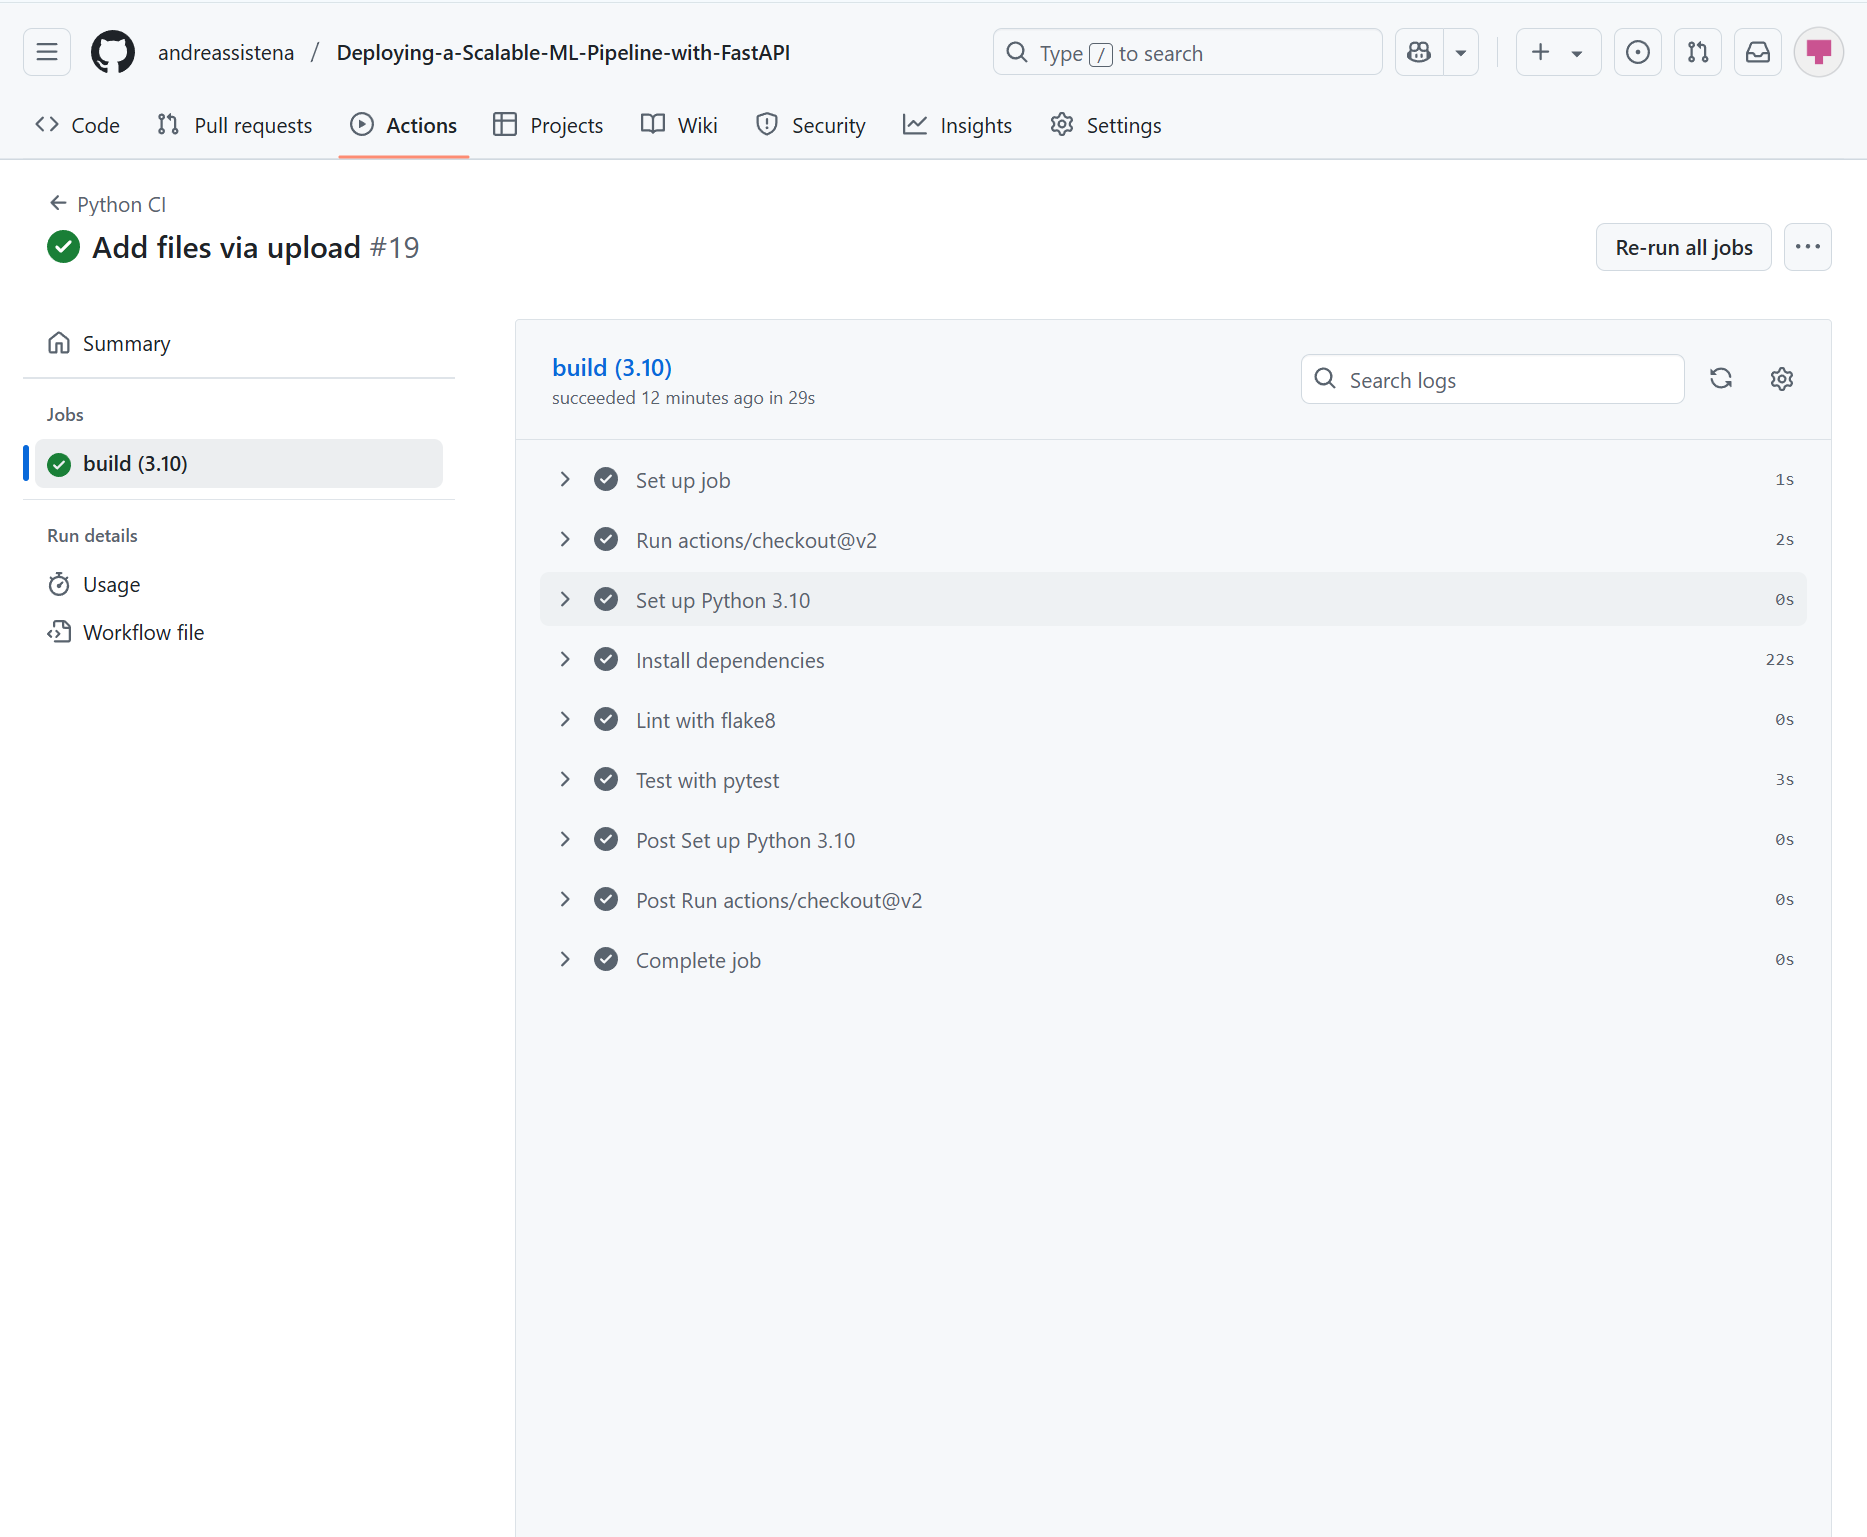 andreassistena / Deploying-a-Scalable-ML-Pipeline-with-FastAPI
Type / to search
Code
Pull requests
Actions
Projects
Wiki
Security
Insights
Settings
Python CI
Add files via upload #19
Re-run all jobs
Summary
Jobs
build (3.10)
Run details
Usage
Workflow file
build (3.10)
succeeded 12 minutes ago in 29s
Search logs
Set up job 1s
Run actions/checkout@v2 2s
Set up Python 3.10 0s
Install dependencies 22s
Lint with flake8 0s
Test with pytest 3s
Post Set up Python 3.10 0s
Post Run actions/checkout@v2 0s
Complete job 0s